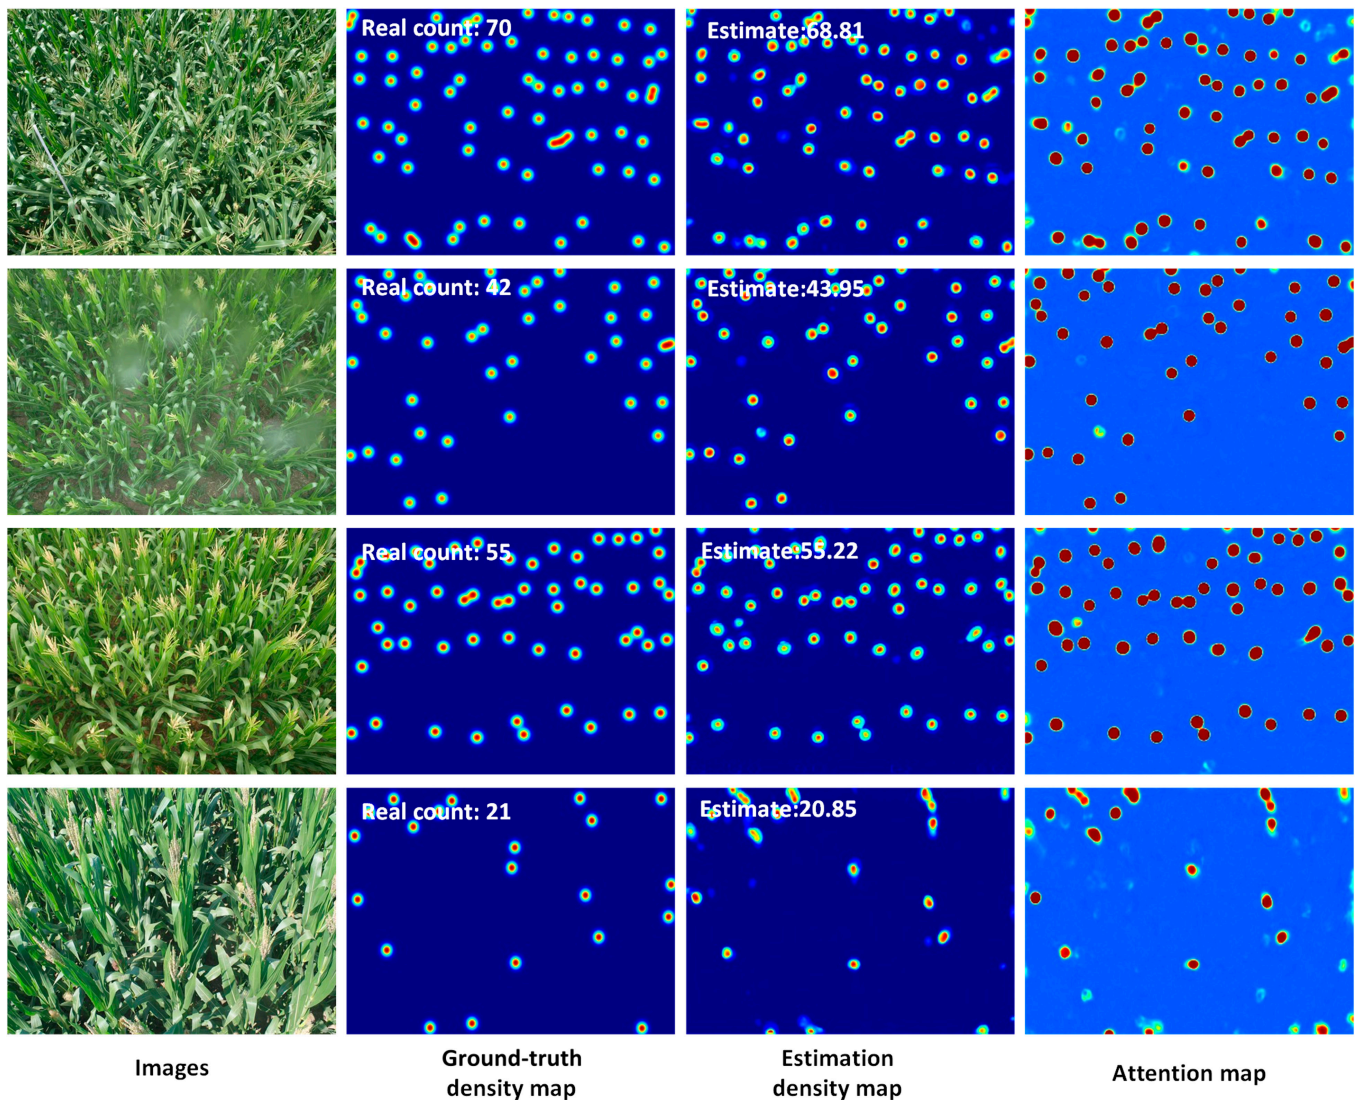 Real count: 70
Estimate:68.81
Real count: 42
Estimate:43.95
Real count: 55
Estimate:55.22
Real count: 21
Estimate:20.85
Images
Ground-truth
density map
Estimation
density map
Attention map